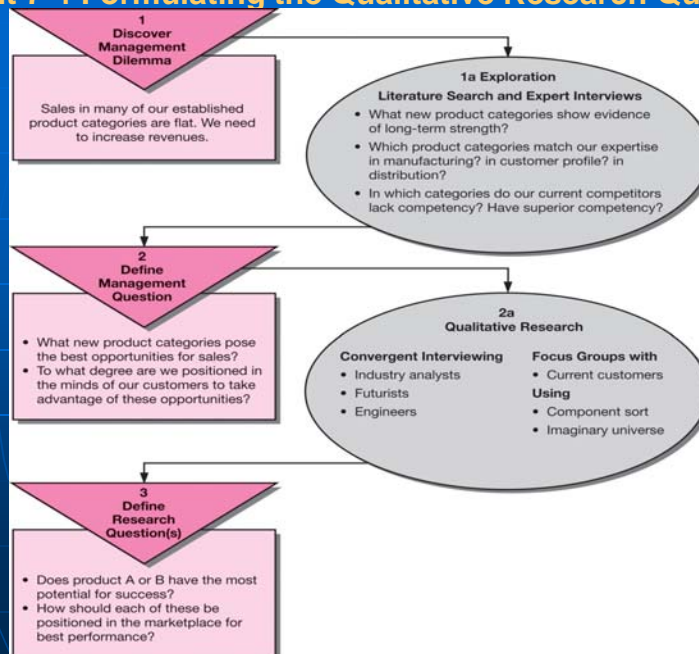 7-1 Formulating the Qualitative Research
1
Discover
Management
Dilemma
Sales in many of our established
product categories are flat. We need
to increase revenues.
1a Exploration
Literature Search and Expert Interviews
• What new product categories show evidence
of long-term strength?
• Which product categories match our expertise
in manufacturing? in customer profile? in
distribution?
• In which categories do our current competitors
lack competency? Have superior competency?
2
Define
Management
Question
• What new product categories pose
the best opportunities for sales?
• To what degree are we positioned in
the minds of our customers to take
advantage of these opportunities?
2a
Qualitative Research
Convergent Interviewing
• Industry analysts
• Futurists
• Engineers
Focus Groups with
• Current customers
Using
• Component sort
• Imaginary universe
3
Define
Research
Question(s)
• Does product A or B have the most
potential for success?
• How should each of these be
positioned in the marketplace for
best performance?